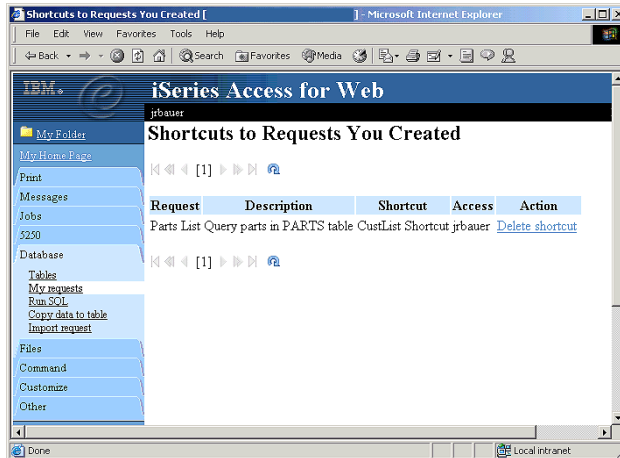 Shortcuts to Requests You Created [ ] - Microsoft Internet Explorer
File Edit View Favorites Tools Help
Back Search Favorites Media
IBM. iSeries Access for Web
jrbauer
My Folder
My Home Page
Print
Messages
Jobs
5250
Database
Tables
My requests
Run SQL
Copy data to table
Import request
Files
Command
Customize
Other
Shortcuts to Requests You Created
[1]
Request Description Shortcut Access Action
Parts List Query parts in PARTS table CustList Shortcut jrbauer Delete shortcut
[1]
Done Local intranet